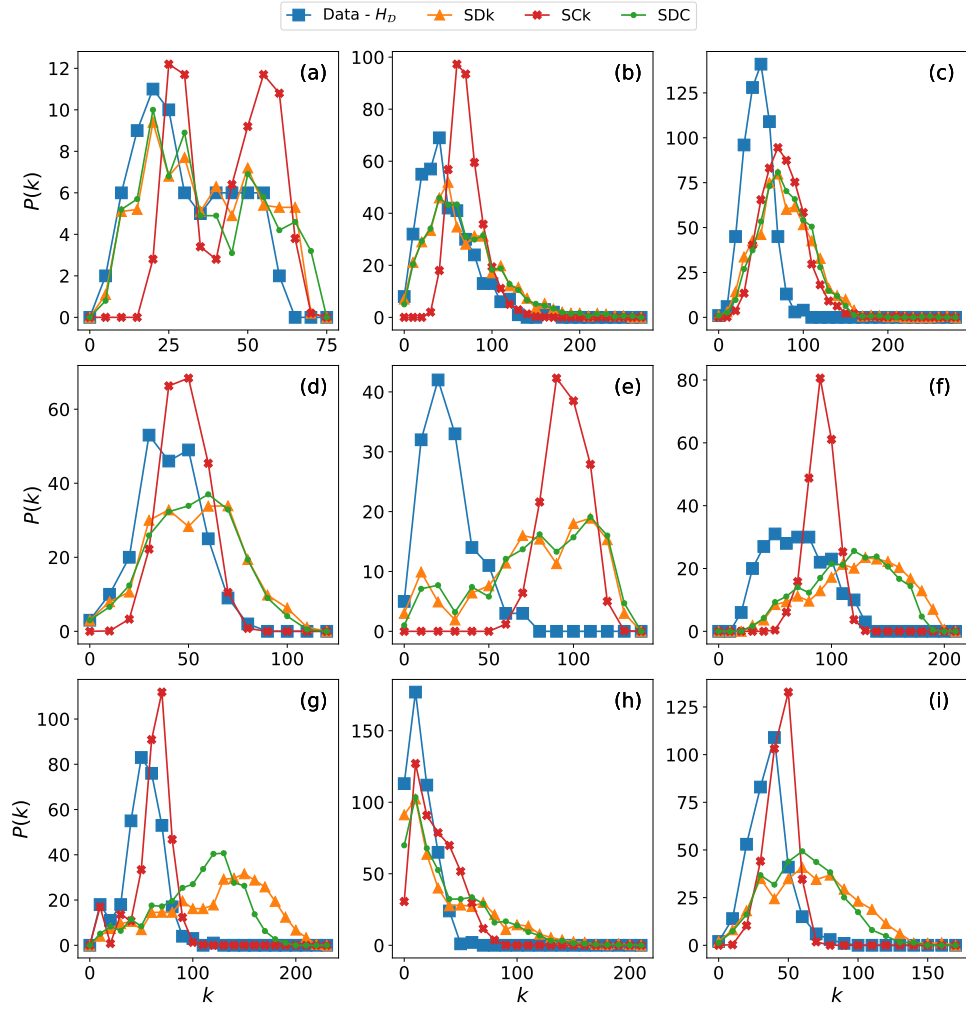 Data - H_D SDk SCk SDC
(a) (b) (c)
P(k)
12 10 8 6 4 2 0
0 25 50 75
100 80 60 40 20 0
0 100 200
125 100 75 50 25 0
0 100 200
(d) (e) (f)
P(k)
60 40 20 0
0 50 100
40 30 20 10 0
0 50 100
80 60 40 20 0
0 100 200
(g) (h) (i)
P(k)
100 80 60 40 20 0
0 100 200
k
150 100 50 0
0 100 200
k
125 100 75 50 25 0
0 50 100 150
k